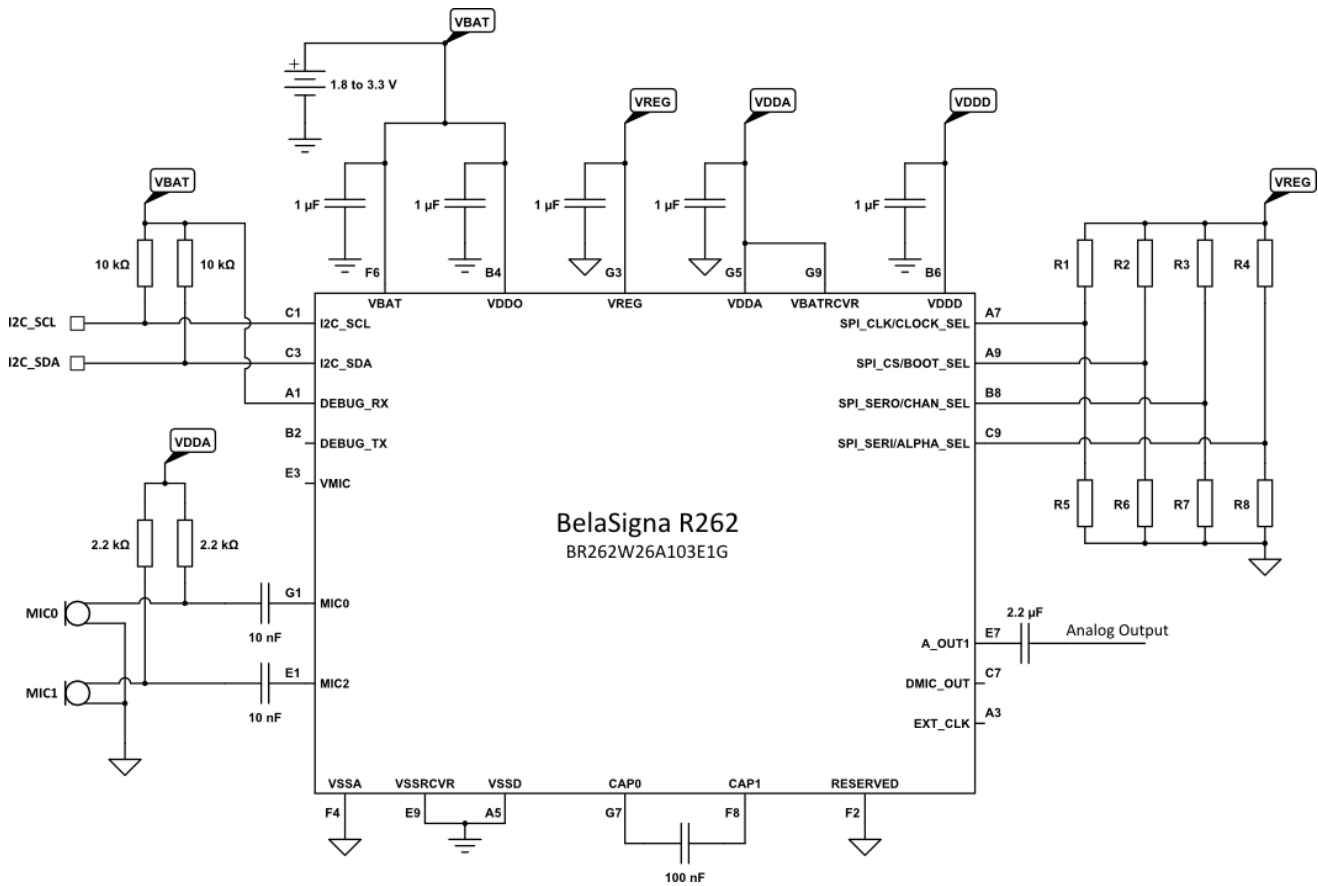 VBAT
+
1.8 to 3.3 V
VREG
VDDA
VDDD
VBAT
VREG
1 µF
1 µF
1 µF
1 µF
1 µF
10 kΩ
10 kΩ
R1
R2
R3
R4
F6
B4
G3
G5
G9
B6
VBAT
VDDO
VREG
VDDA
VBATRCVR
VDDD
I2C_SCL
C1
I2C_SCL
SPI_CLK/CLOCK_SEL
A7
I2C_SDA
C3
I2C_SDA
SPI_CS/BOOT_SEL
A9
A1
DEBUG_RX
SPI_SERO/CHAN_SEL
B8
B2
DEBUG_TX
SPI_SERI/ALPHA_SEL
C9
VDDA
E3
VMIC
R5
R6
R7
R8
BelaSigna R262
BR262W26A103E1G
2.2 kΩ
2.2 kΩ
MIC0
G1
MIC0
10 nF
2.2 µF
Analog Output
A_OUT1
E7
MIC1
E1
MIC2
10 nF
DMIC_OUT
C7
EXT_CLK
A3
VSSA
VSSRCVR
VSSD
CAP0
CAP1
RESERVED
F4
E9
A5
G7
F8
F2
100 nF